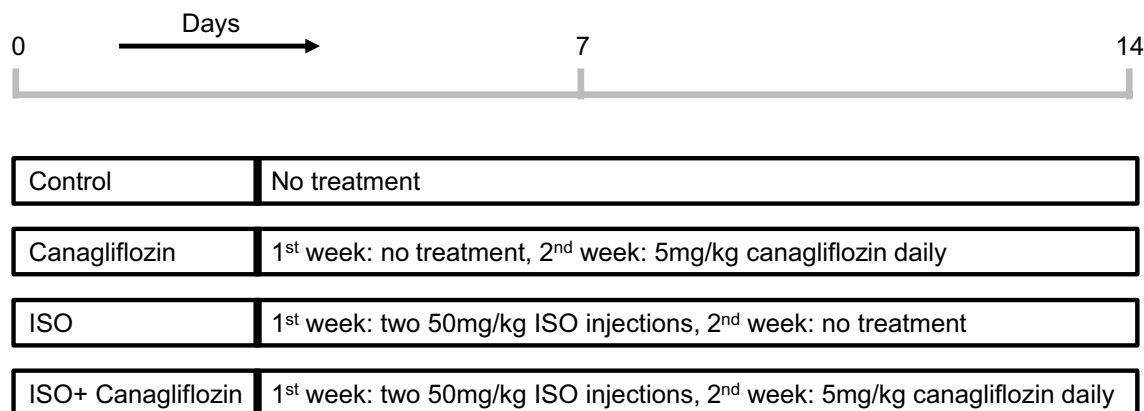 Days
0 7 14
Control No treatment
Canagliflozin 1st week: no treatment, 2nd week: 5mg/kg canagliflozin daily
ISO 1st week: two 50mg/kg ISO injections, 2nd week: no treatment
ISO+ Canagliflozin 1st week: two 50mg/kg ISO injections, 2nd week: 5mg/kg canagliflozin daily